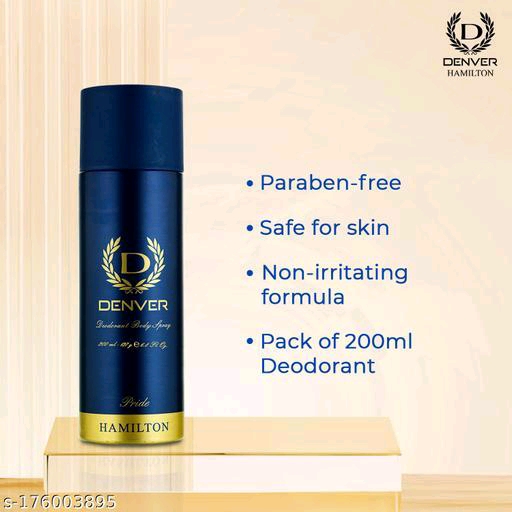 D
DENVER
HAMILTON
• Paraben-free
• Safe for skin
• Non-irritating
formula
• Pack of 200ml
Deodorant
D
DENVER
Deodorant Body Spray
Pride
HAMILTON
s-176003895